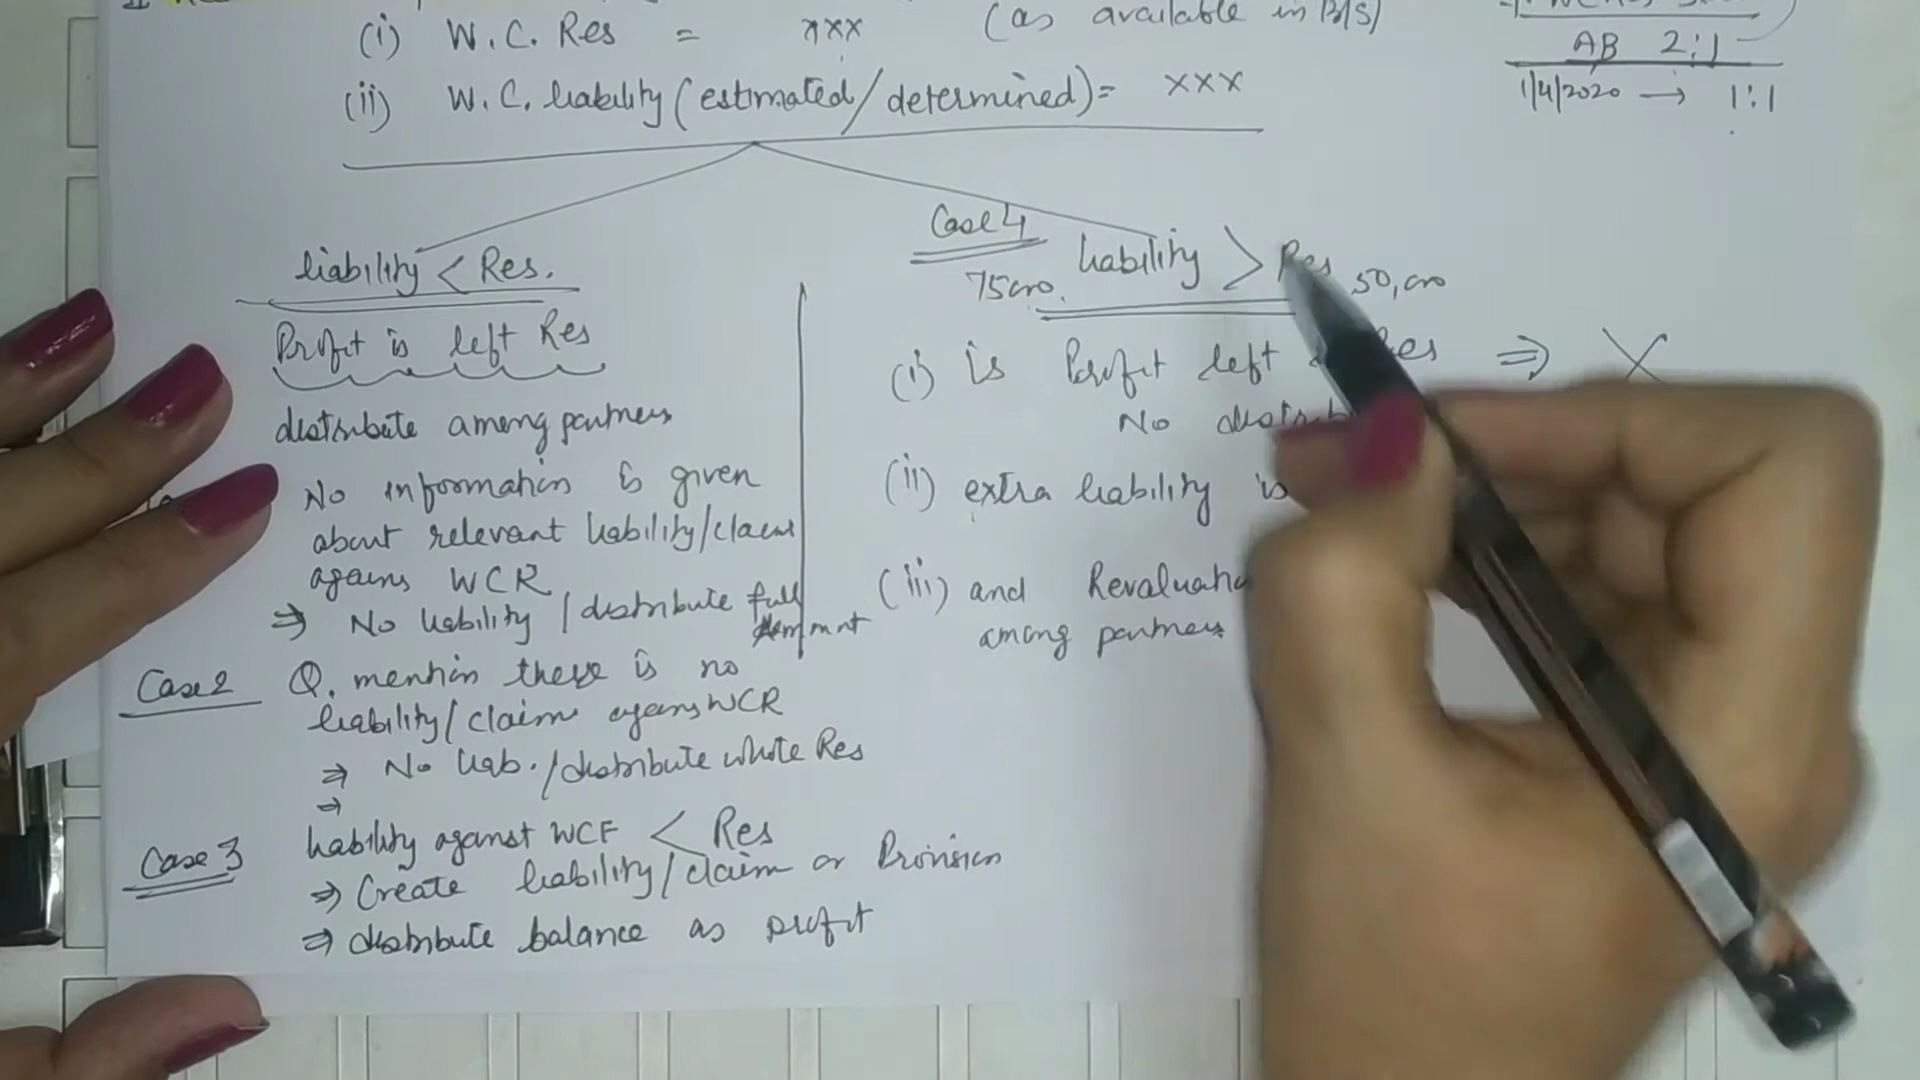 (i) W.C. Res = xxx (as available in B/S)
(ii) W.C. liability (estimated/determined) = xxx
AB 2:1
1/4/2020 → 1:1
liability < Res.
Profit is left Res
distribute among partners
No information is given
about relevant liability/claim
agains WCR
⇒ No liability / distribute full
ammont
Case 2 Q. mention there is no
liability/claim agains WCR
⇒ No liab. / distribute whole Res
⇒
Case 3 liability against WCF < Res
⇒ Create liability/claim or Provision
⇒ distribute balance as profit
Case 4
liability > Res
75000. 50,000
(i) is Profit left Res ⇒ X
No
(ii) extra liability is
(iii) and
among partners